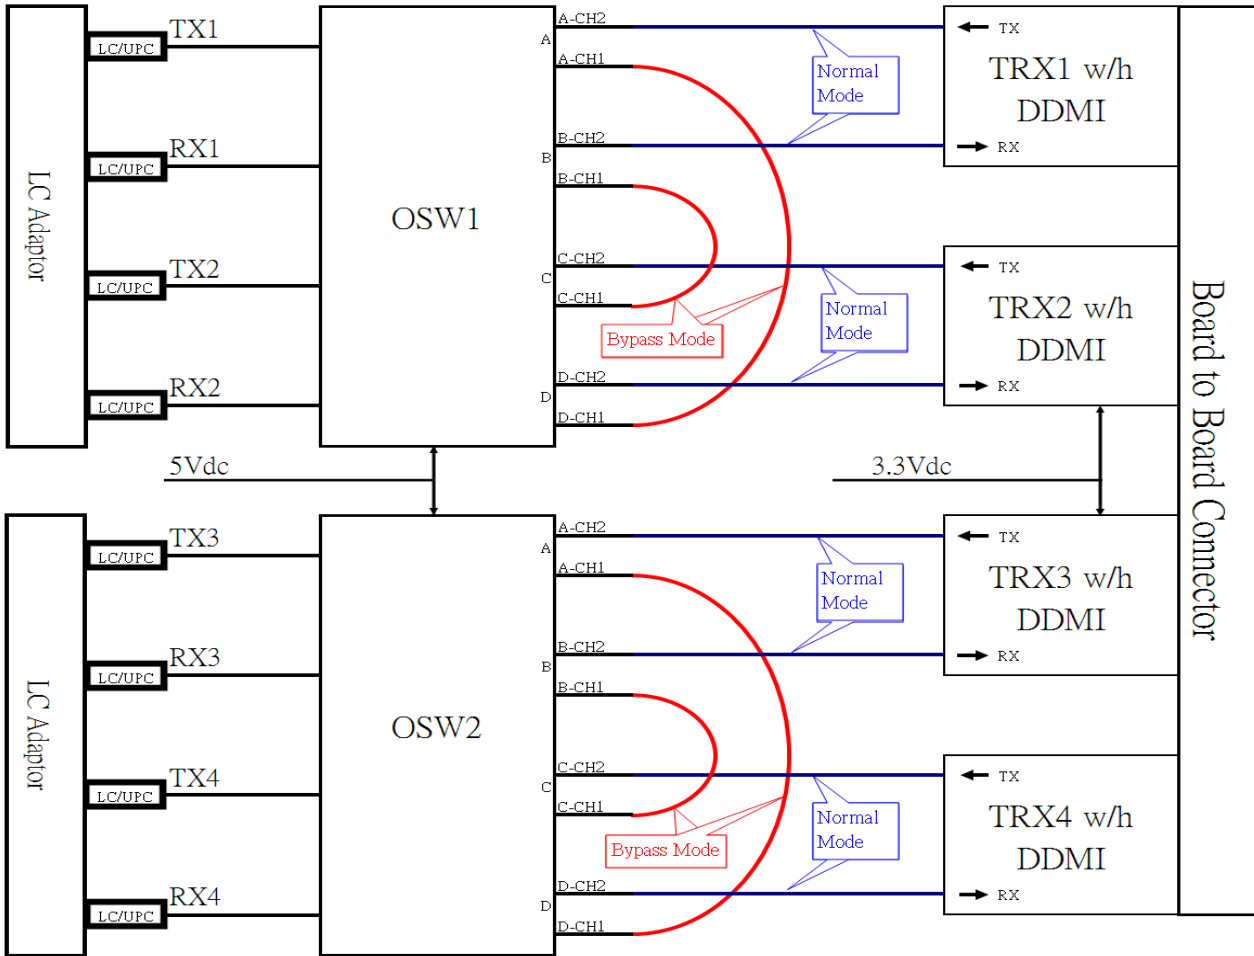 LC Adaptor
LC/UPC
TX1
LC/UPC
RX1
LC/UPC
TX2
LC/UPC
RX2
OSW1
A-CH2
A
A-CH1
B-CH2
B
B-CH1
C-CH2
C
C-CH1
D-CH2
D
D-CH1
Normal
Mode
Bypass Mode
Normal
Mode
TX
TRX1 w/h
DDMI
RX
TX
TRX2 w/h
DDMI
RX
5Vdc
3.3Vdc
Board to Board Connector
LC Adaptor
LC/UPC
TX3
LC/UPC
RX3
LC/UPC
TX4
LC/UPC
RX4
OSW2
A-CH2
A
A-CH1
B-CH2
B
B-CH1
C-CH2
C
C-CH1
D-CH2
D
D-CH1
Normal
Mode
Bypass Mode
Normal
Mode
TX
TRX3 w/h
DDMI
RX
TX
TRX4 w/h
DDMI
RX